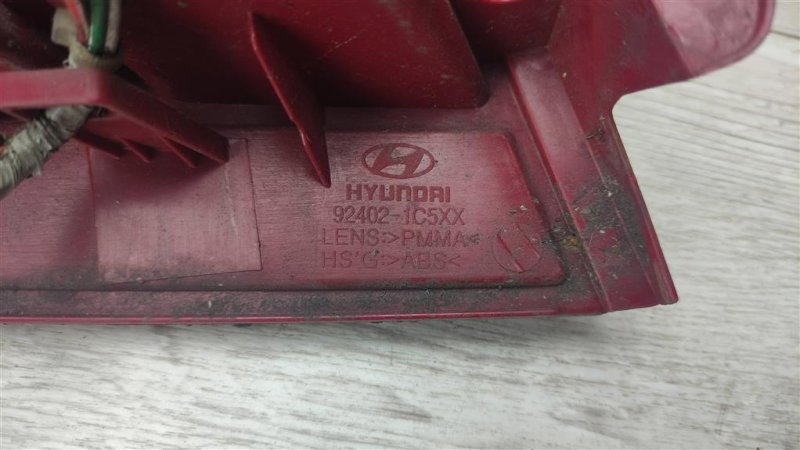 HYUNDAI
92402-1C5XX
LENS:>PMMA<
HS'G:>ABS<